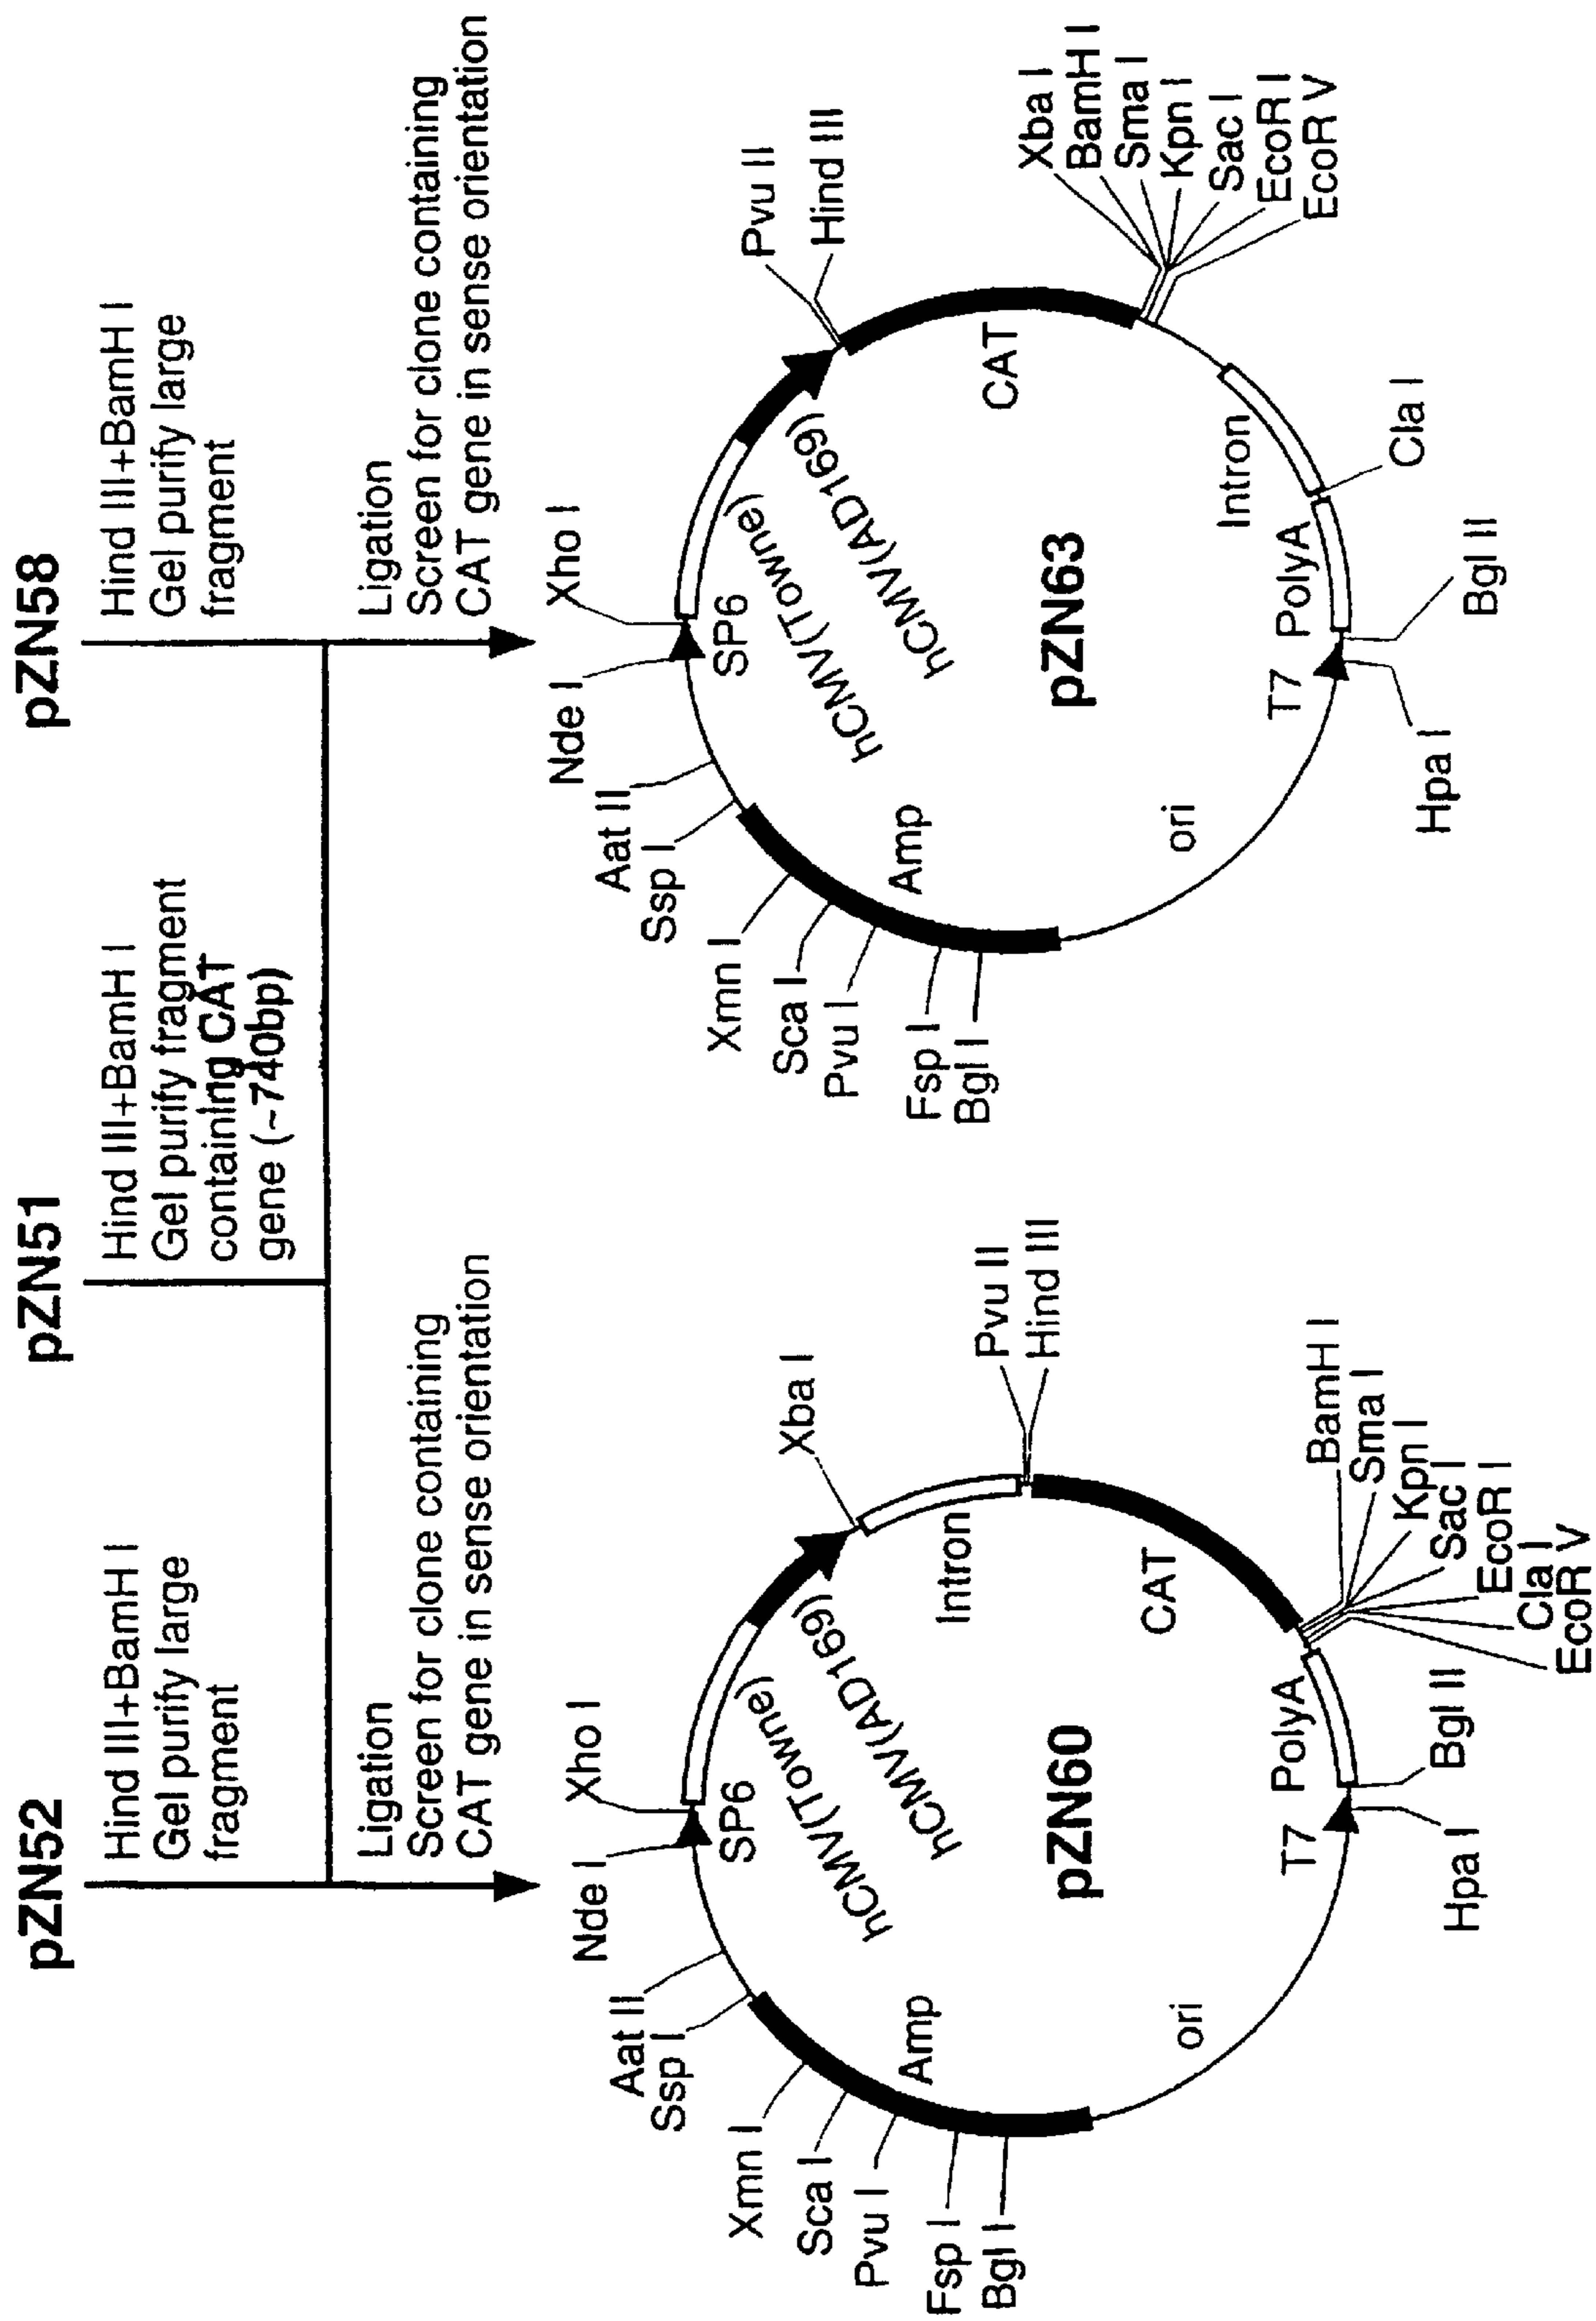 pZN52
pZN51
pZN58
Hind III+BamH I
Gel purify large
fragment
Hind III+BamH I
Gel purify fragment
containing CAT
gene (~740bp)
Hind III+BamH I
Gel purify large
fragment
Ligation
Screen for clone containing
CAT gene in sense orientation
Ligation
Screen for clone containing
CAT gene in sense orientation
Nde I
Xho I
Aat II
Ssp I
Xmn I
Sca I
Pvu I
Fsp I
Bgl I
SP6
hCMV(Towne)
hCMV(AD169)
Xba I
Intron
Pvu II
Hind III
CAT
BamH I
Sma I
Kpn I
Sac I
EcoR I
Cla I
EcoR V
PolyA
Bgl II
T7
Hpa I
ori
Amp
pZN60
Nde I
Xho I
Aat II
Ssp I
Xmn I
Sca I
Pvu I
Fsp I
Bgl I
SP6
hCMV(Towne)
hCMV(AD169)
Pvu II
Hind III
CAT
Xba I
BamH I
Sma I
Kpn I
Sac I
EcoR I
EcoR V
Intron
Cla I
PolyA
Bgl II
T7
Hpa I
ori
Amp
pZN63